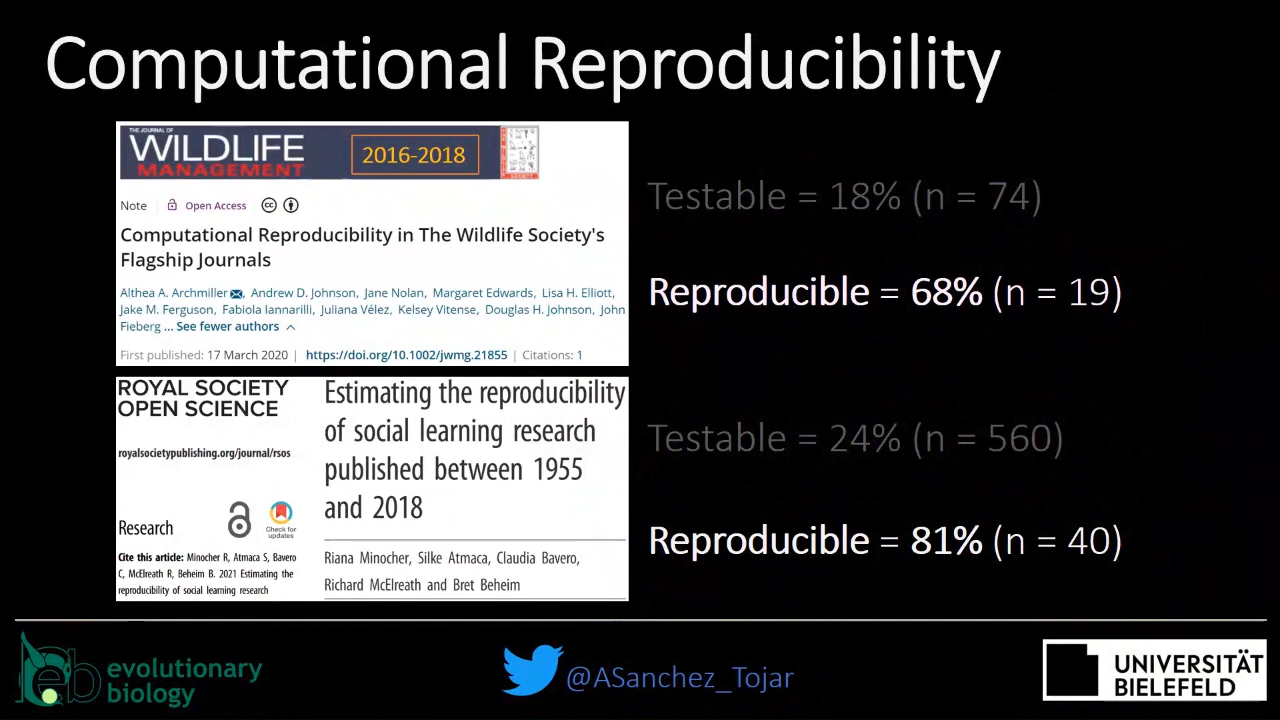 Computational Reproducibility
THE JOURNAL OF
WILDLIFE
MANAGEMENT
2016-2018
Note Open Access
Computational Reproducibility in The Wildlife Society's
Flagship Journals
Althea A. Archmiller, Andrew D. Johnson, Jane Nolan, Margaret Edwards, Lisa H. Elliott,
Jake M. Ferguson, Fabiola Iannarilli, Juliana Vélez, Kelsey Vitense, Douglas H. Johnson, John
Fieberg ... See fewer authors
First published: 17 March 2020 | https://doi.org/10.1002/jwmg.21855 | Citations: 1
Testable = 18% (n = 74)
Reproducible = 68% (n = 19)
ROYAL SOCIETY
OPEN SCIENCE
royalsocietypublishing.org/journal/rsos
Research
Check for
updates
Cite this article: Minocher R, Atmaca S, Bavero
C, McElreath R, Beheim B. 2021 Estimating the
reproducibility of social learning research
Estimating the reproducibility
of social learning research
published between 1955
and 2018
Riana Minocher, Silke Atmaca, Claudia Bavero,
Richard McElreath and Bret Beheim
Testable = 24% (n = 560)
Reproducible = 81% (n = 40)
eb
evolutionary
biology
@ASanchez_Tojar
UNIVERSITÄT
BIELEFELD